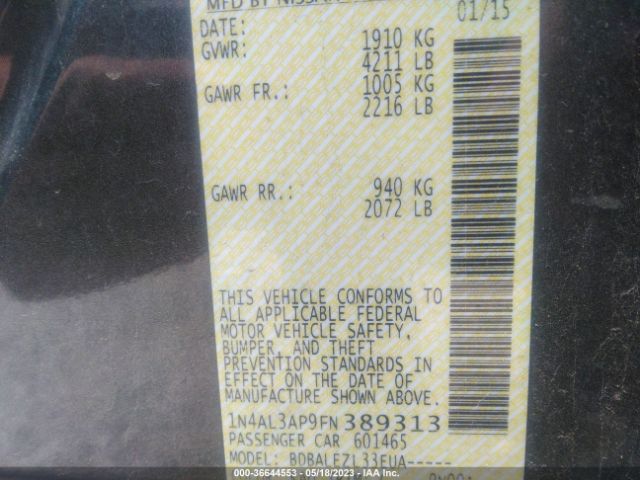 MFD BY NISSAN
01/15
DATE:
GVWR: 1910 KG
4211 LB
GAWR FR.: 1005 KG
2216 LB
GAWR RR.: 940 KG
2072 LB
THIS VEHICLE CONFORMS TO
ALL APPLICABLE FEDERAL
MOTOR VEHICLE SAFETY,
BUMPER, AND THEFT
PREVENTION STANDARDS IN
EFFECT ON THE DATE OF
MANUFACTURE SHOWN ABOVE.
1N4AL3AP9FN389313
PASSENGER CAR 601465
MODEL: BDBALEZL33EUA-----
000-36644553 - 05/18/2023 - IAAI.COM